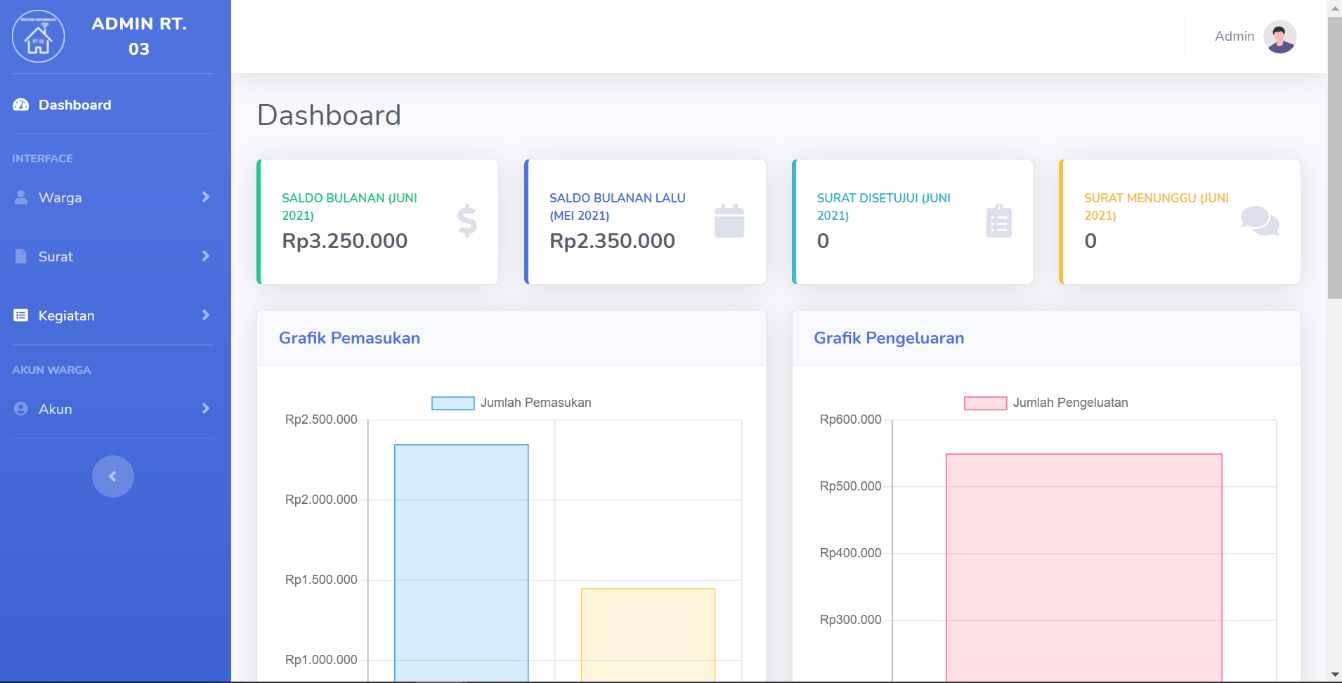 ADMIN RT.
03
Dashboard
INTERFACE
Warga
Surat
Kegiatan
AKUN WARGA
Akun
Admin
Dashboard
SALDO BULANAN (JUNI
2021)
Rp3.250.000
SALDO BULANAN LALU
(MEI 2021)
Rp2.350.000
SURAT DISETUJUI (JUNI
2021)
0
SURAT MENUNGGU (JUNI
2021)
0
Grafik Pemasukan
Jumlah Pemasukan
Rp2.500.000
Rp2.000.000
Rp1.500.000
Rp1.000.000
Grafik Pengeluaran
Jumlah Pengeluatan
Rp600.000
Rp500.000
Rp400.000
Rp300.000